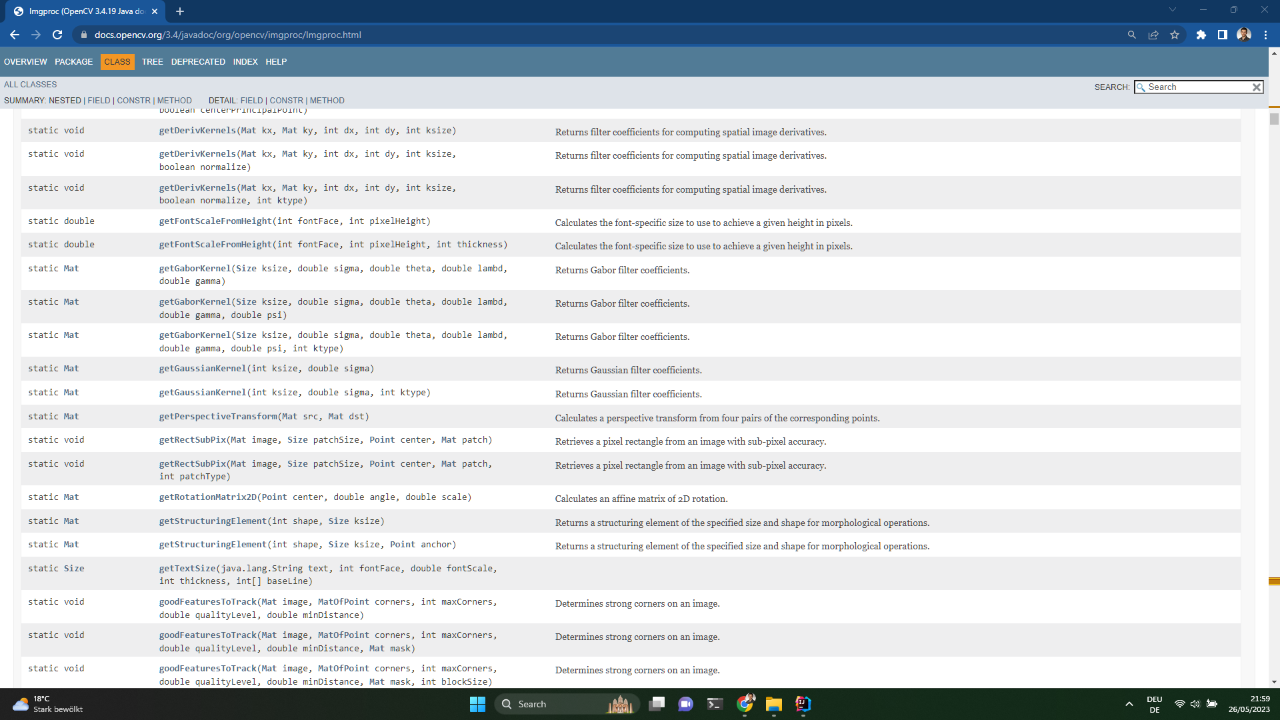 Imgproc (OpenCV 3.4.19 Java do
docs.opencv.org/3.4/javadoc/org/opencv/imgproc/Imgproc.html
OVERVIEW PACKAGE CLASS TREE DEPRECATED INDEX HELP
ALL CLASSES
SEARCH: Search
SUMMARY: NESTED | FIELD | CONSTR | METHOD DETAIL: FIELD | CONSTR | METHOD
boolean centerPrincipalPoint)
static void getDerivKernels(Mat kx, Mat ky, int dx, int dy, int ksize) Returns filter coefficients for computing spatial image derivatives.
static void getDerivKernels(Mat kx, Mat ky, int dx, int dy, int ksize, Returns filter coefficients for computing spatial image derivatives.
boolean normalize)
static void getDerivKernels(Mat kx, Mat ky, int dx, int dy, int ksize, Returns filter coefficients for computing spatial image derivatives.
boolean normalize, int ktype)
static double getFontScaleFromHeight(int fontFace, int pixelHeight) Calculates the font-specific size to use to achieve a given height in pixels.
static double getFontScaleFromHeight(int fontFace, int pixelHeight, int thickness) Calculates the font-specific size to use to achieve a given height in pixels.
static Mat getGaborKernel(Size ksize, double sigma, double theta, double lambd, Returns Gabor filter coefficients.
double gamma)
static Mat getGaborKernel(Size ksize, double sigma, double theta, double lambd, Returns Gabor filter coefficients.
double gamma, double psi)
static Mat getGaborKernel(Size ksize, double sigma, double theta, double lambd, Returns Gabor filter coefficients.
double gamma, double psi, int ktype)
static Mat getGaussianKernel(int ksize, double sigma) Returns Gaussian filter coefficients.
static Mat getGaussianKernel(int ksize, double sigma, int ktype) Returns Gaussian filter coefficients.
static Mat getPerspectiveTransform(Mat src, Mat dst) Calculates a perspective transform from four pairs of the corresponding points.
static void getRectSubPix(Mat image, Size patchSize, Point center, Mat patch) Retrieves a pixel rectangle from an image with sub-pixel accuracy.
static void getRectSubPix(Mat image, Size patchSize, Point center, Mat patch, Retrieves a pixel rectangle from an image with sub-pixel accuracy.
int patchType)
static Mat getRotationMatrix2D(Point center, double angle, double scale) Calculates an affine matrix of 2D rotation.
static Mat getStructuringElement(int shape, Size ksize) Returns a structuring element of the specified size and shape for morphological operations.
static Mat getStructuringElement(int shape, Size ksize, Point anchor) Returns a structuring element of the specified size and shape for morphological operations.
static Size getTextSize(java.lang.String text, int fontFace, double fontScale,
int thickness, int[] baseLine)
static void goodFeaturesToTrack(Mat image, MatOfPoint corners, int maxCorners, Determines strong corners on an image.
double qualityLevel, double minDistance)
static void goodFeaturesToTrack(Mat image, MatOfPoint corners, int maxCorners, Determines strong corners on an image.
double qualityLevel, double minDistance, Mat mask)
static void goodFeaturesToTrack(Mat image, MatOfPoint corners, int maxCorners, Determines strong corners on an image.
double qualityLevel, double minDistance, Mat mask, int blockSize)
18°C
Stark bewölkt
Search
DEU
DE
21:59
26/05/2023